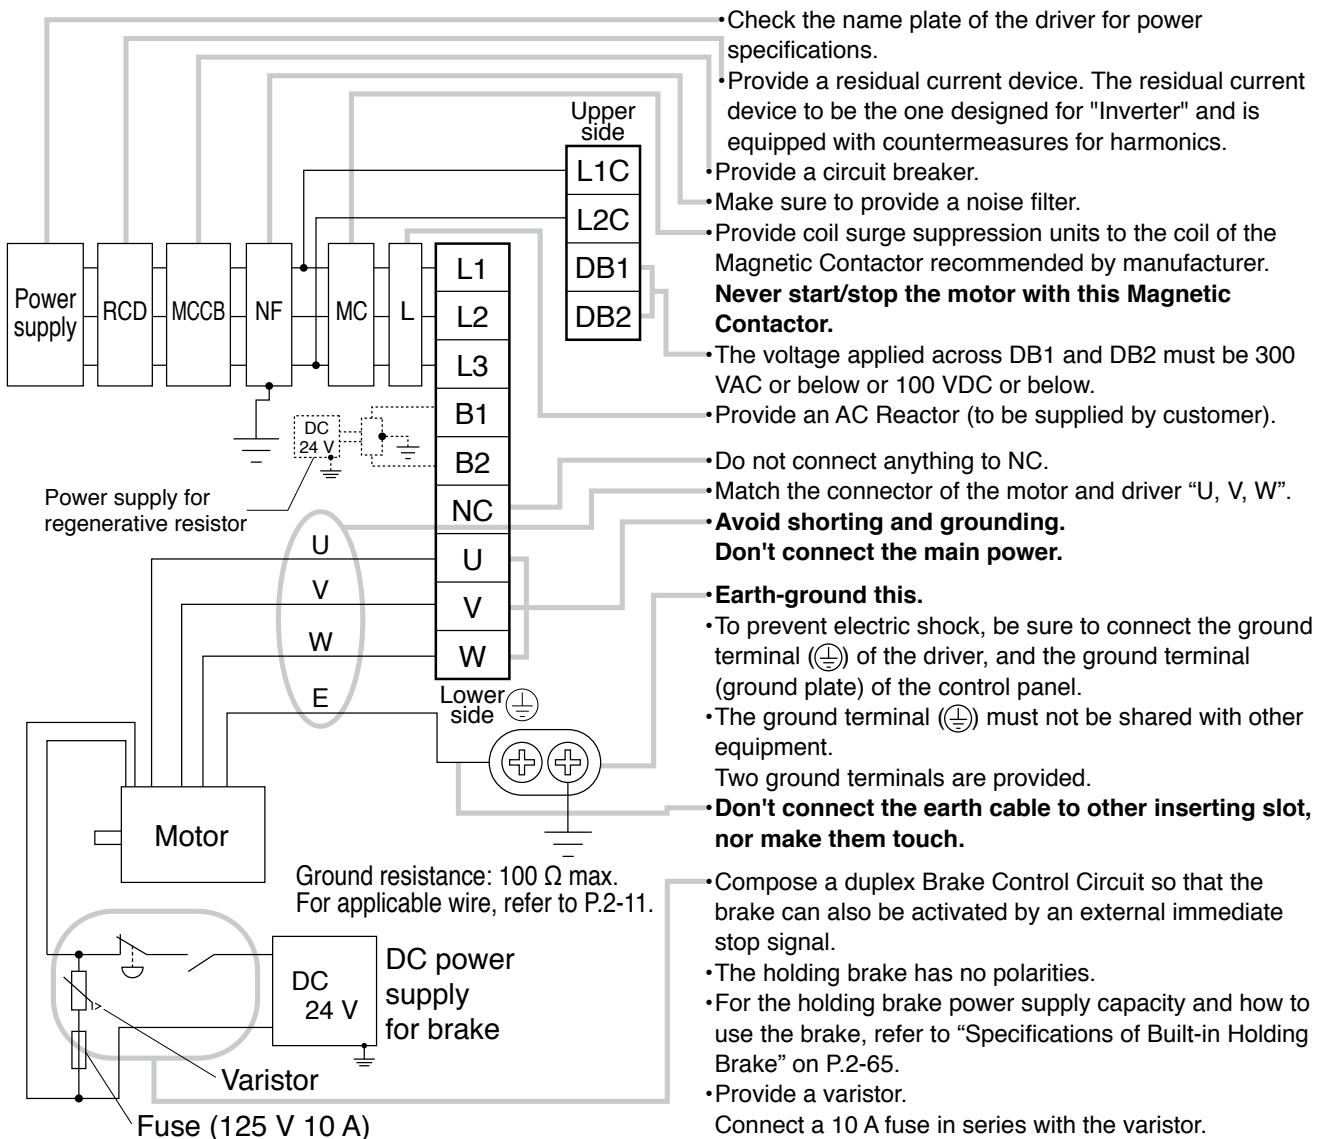 •Check the name plate of the driver for power
specifications.
•Provide a residual current device. The residual current
device to be the one designed for "Inverter" and is
equipped with countermeasures for harmonics.
•Provide a circuit breaker.
•Make sure to provide a noise filter.
•Provide coil surge suppression units to the coil of the
Magnetic Contactor recommended by manufacturer.
Never start/stop the motor with this Magnetic
Contactor.
•The voltage applied across DB1 and DB2 must be 300
VAC or below or 100 VDC or below.
•Provide an AC Reactor (to be supplied by customer).
•Do not connect anything to NC.
•Match the connector of the motor and driver “U, V, W”.
•Avoid shorting and grounding.
Don't connect the main power.
•Earth-ground this.
•To prevent electric shock, be sure to connect the ground
terminal (⏚) of the driver, and the ground terminal
(ground plate) of the control panel.
•The ground terminal (⏚) must not be shared with other
equipment.
Two ground terminals are provided.
•Don't connect the earth cable to other inserting slot,
nor make them touch.
•Compose a duplex Brake Control Circuit so that the
brake can also be activated by an external immediate
stop signal.
•The holding brake has no polarities.
•For the holding brake power supply capacity and how to
use the brake, refer to “Specifications of Built-in Holding
Brake” on P.2-65.
•Provide a varistor.
Connect a 10 A fuse in series with the varistor.
Upper
side
L1C
L2C
DB1
DB2
Power
supply
RCD
MCCB
NF
MC
L
L1
L2
L3
B1
B2
NC
U
V
W
Lower
side
DC
24 V
Power supply for
regenerative resistor
U
V
W
E
Motor
Ground resistance: 100 Ω max.
For applicable wire, refer to P.2-11.
DC
24 V
DC power
supply
for brake
Varistor
Fuse (125 V 10 A)